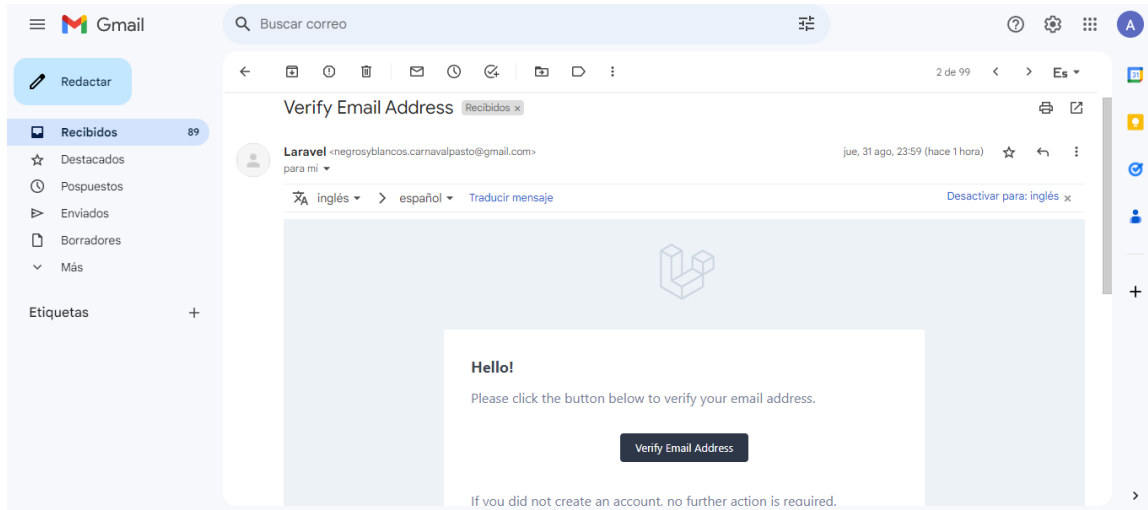 Gmail
Buscar correo
A
Redactar
2 de 99
Es
31
Verify Email Address Recibidos x
Recibidos 89
Destacados
Pospuestos
Enviados
Borradores
Más
Etiquetas
Laravel <negrosyblancos.carnavalpasto@gmail.com> jue, 31 ago, 23:59 (hace 1 hora)
para mí
inglés > español Traducir mensaje Desactivar para: inglés x
Hello!
Please click the button below to verify your email address.
Verify Email Address
If you did not create an account, no further action is required.